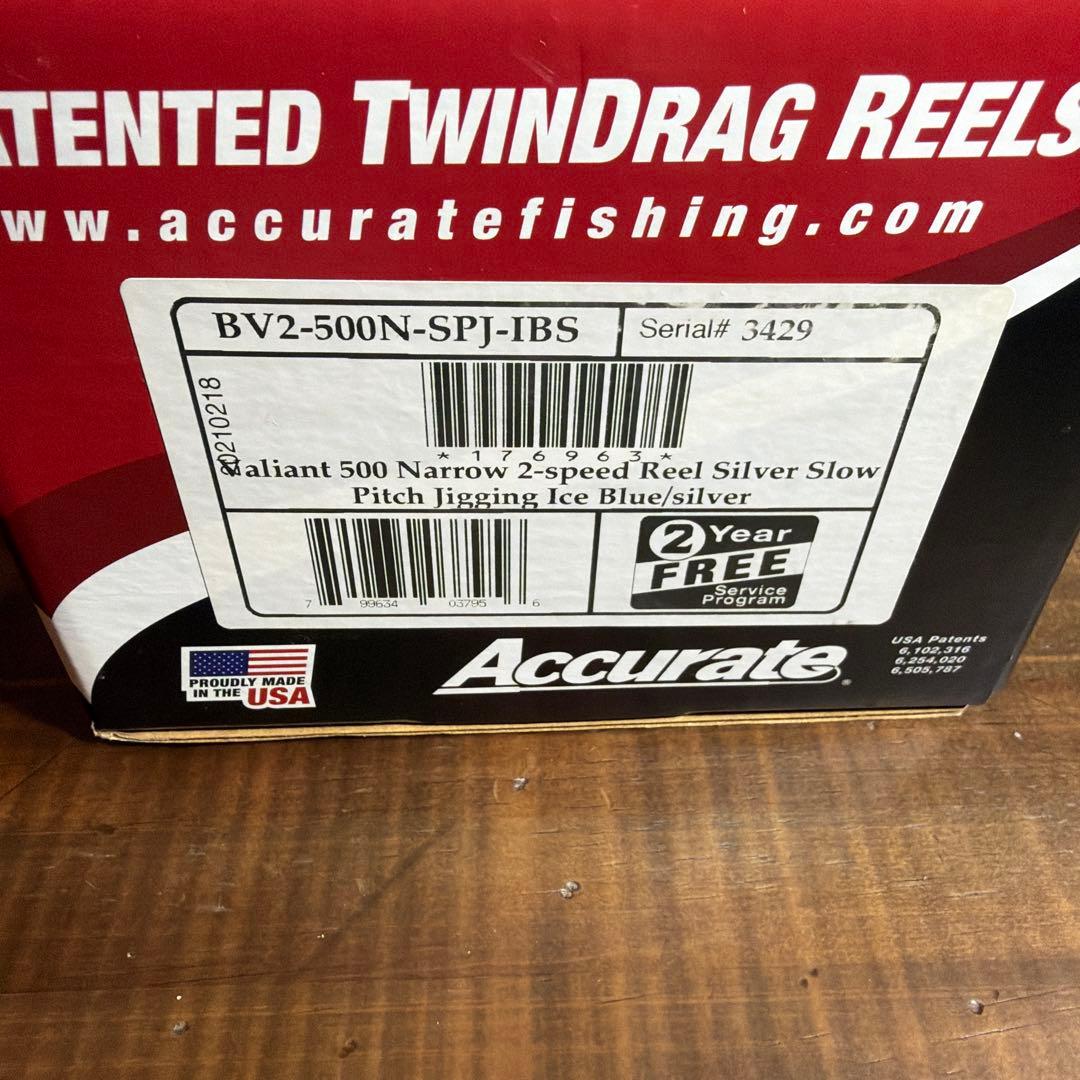 ATENTED TWINDRAG REELS
ww.accuratefishing.com
BV2-500N-SPJ-IBS
Serial# 3429
20210218
*176963*
Valiant 500 Narrow 2-speed Reel Silver Slow
Pitch Jigging Ice Blue/silver
7 99634 03795 6
2 Year
FREE
Service
Program
PROUDLY MADE
IN THE USA
Accurate®
USA Patents
6,102,316
6,254,020
6,505,787